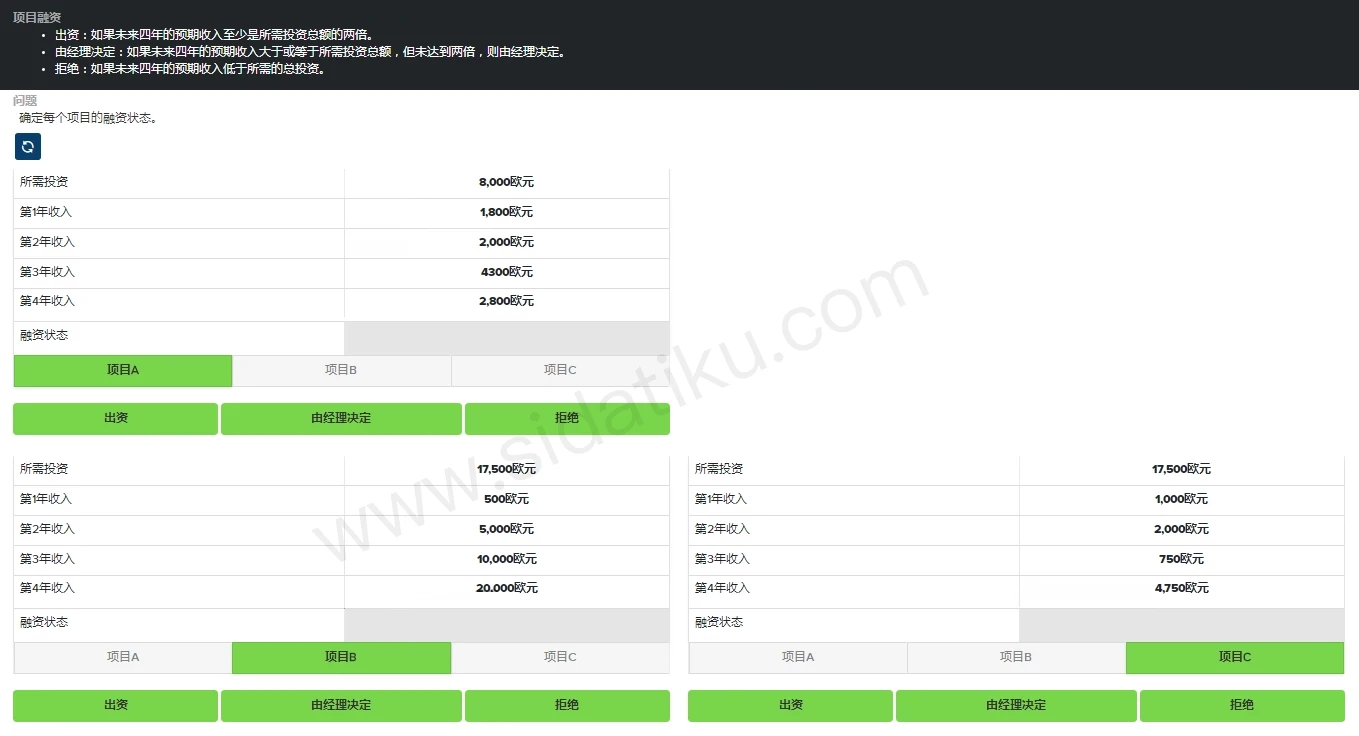 项目融资
• 出资：如果未来四年的预期收入至少是所需投资总额的两倍。
• 由经理决定：如果未来四年的预期收入大于或等于所需投资总额，但未达到两倍，则由经理决定。
• 拒绝：如果未来四年的预期收入低于所需的总投资。
问题
确定每个项目的融资状态。
所需投资 8,000欧元
第1年收入 1,800欧元
第2年收入 2,000欧元
第3年收入 4300欧元
第4年收入 2,800欧元
融资状态
项目A 项目B 项目C
出资 由经理决定 拒绝
所需投资 17,500欧元
第1年收入 500欧元
第2年收入 5,000欧元
第3年收入 10,000欧元
第4年收入 20.000欧元
融资状态
项目A 项目B 项目C
出资 由经理决定 拒绝
所需投资 17,500欧元
第1年收入 1,000欧元
第2年收入 2,000欧元
第3年收入 750欧元
第4年收入 4,750欧元
融资状态
项目A 项目B 项目C
出资 由经理决定 拒绝
www.sidatiku.com